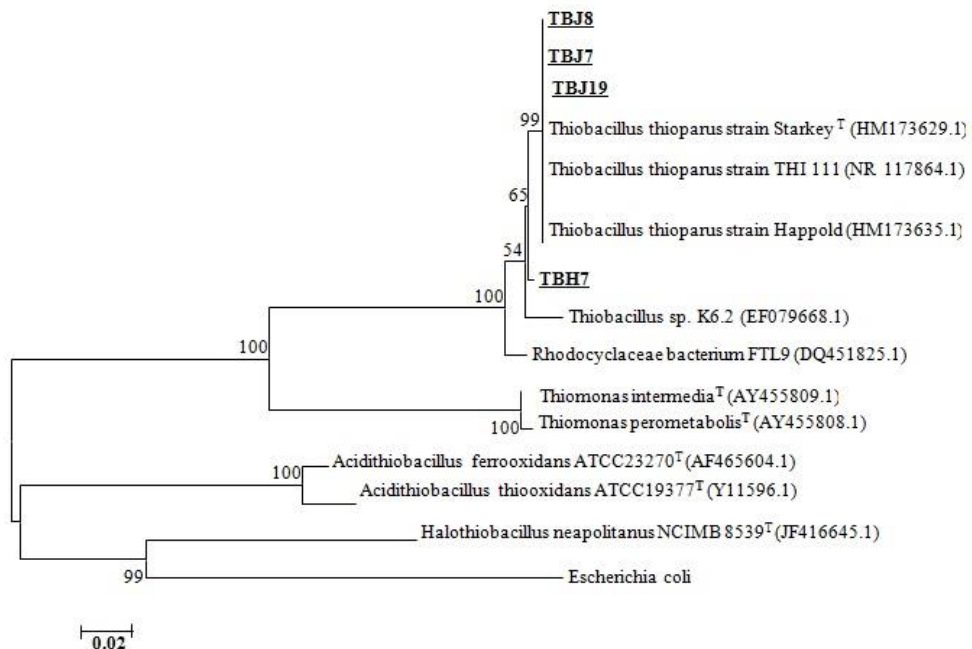 TBJ8
TBJ7
TBJ19
99
Thiobacillus thioparus strain Starkey T (HM173629.1)
Thiobacillus thioparus strain THI 111 (NR 117864.1)
65
Thiobacillus thioparus strain Happold (HM173635.1)
54
TBH7
100
Thiobacillus sp. K6.2 (EF079668.1)
100
Rhodocyclaceae bacterium FTL9 (DQ451825.1)
Thiomonas intermedia T (AY455809.1)
100
Thiomonas perometabolis T (AY455808.1)
Acidithiobacillus ferrooxidans ATCC23270 T (AF465604.1)
100
Acidithiobacillus thiooxidans ATCC19377 T (Y11596.1)
Halothiobacillus neapolitanus NCIMB 8539 T (JF416645.1)
99
Escherichia coli
0.02